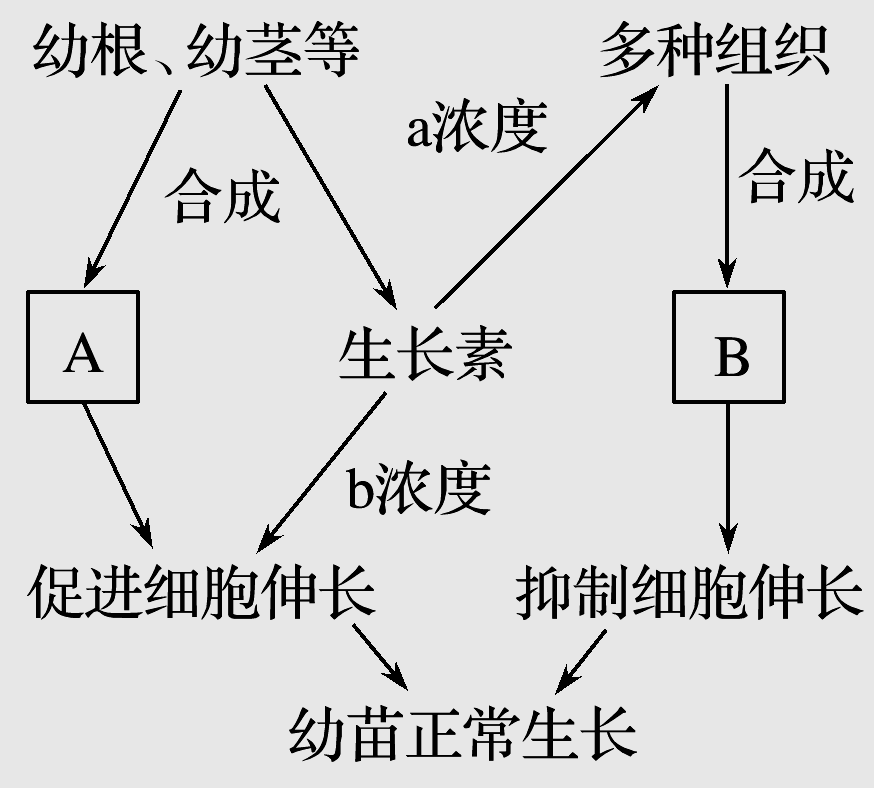 幼根、幼茎等
多种组织
a浓度
合成
合成
A
生长素
B
b浓度
促进细胞伸长
抑制细胞伸长
幼苗正常生长